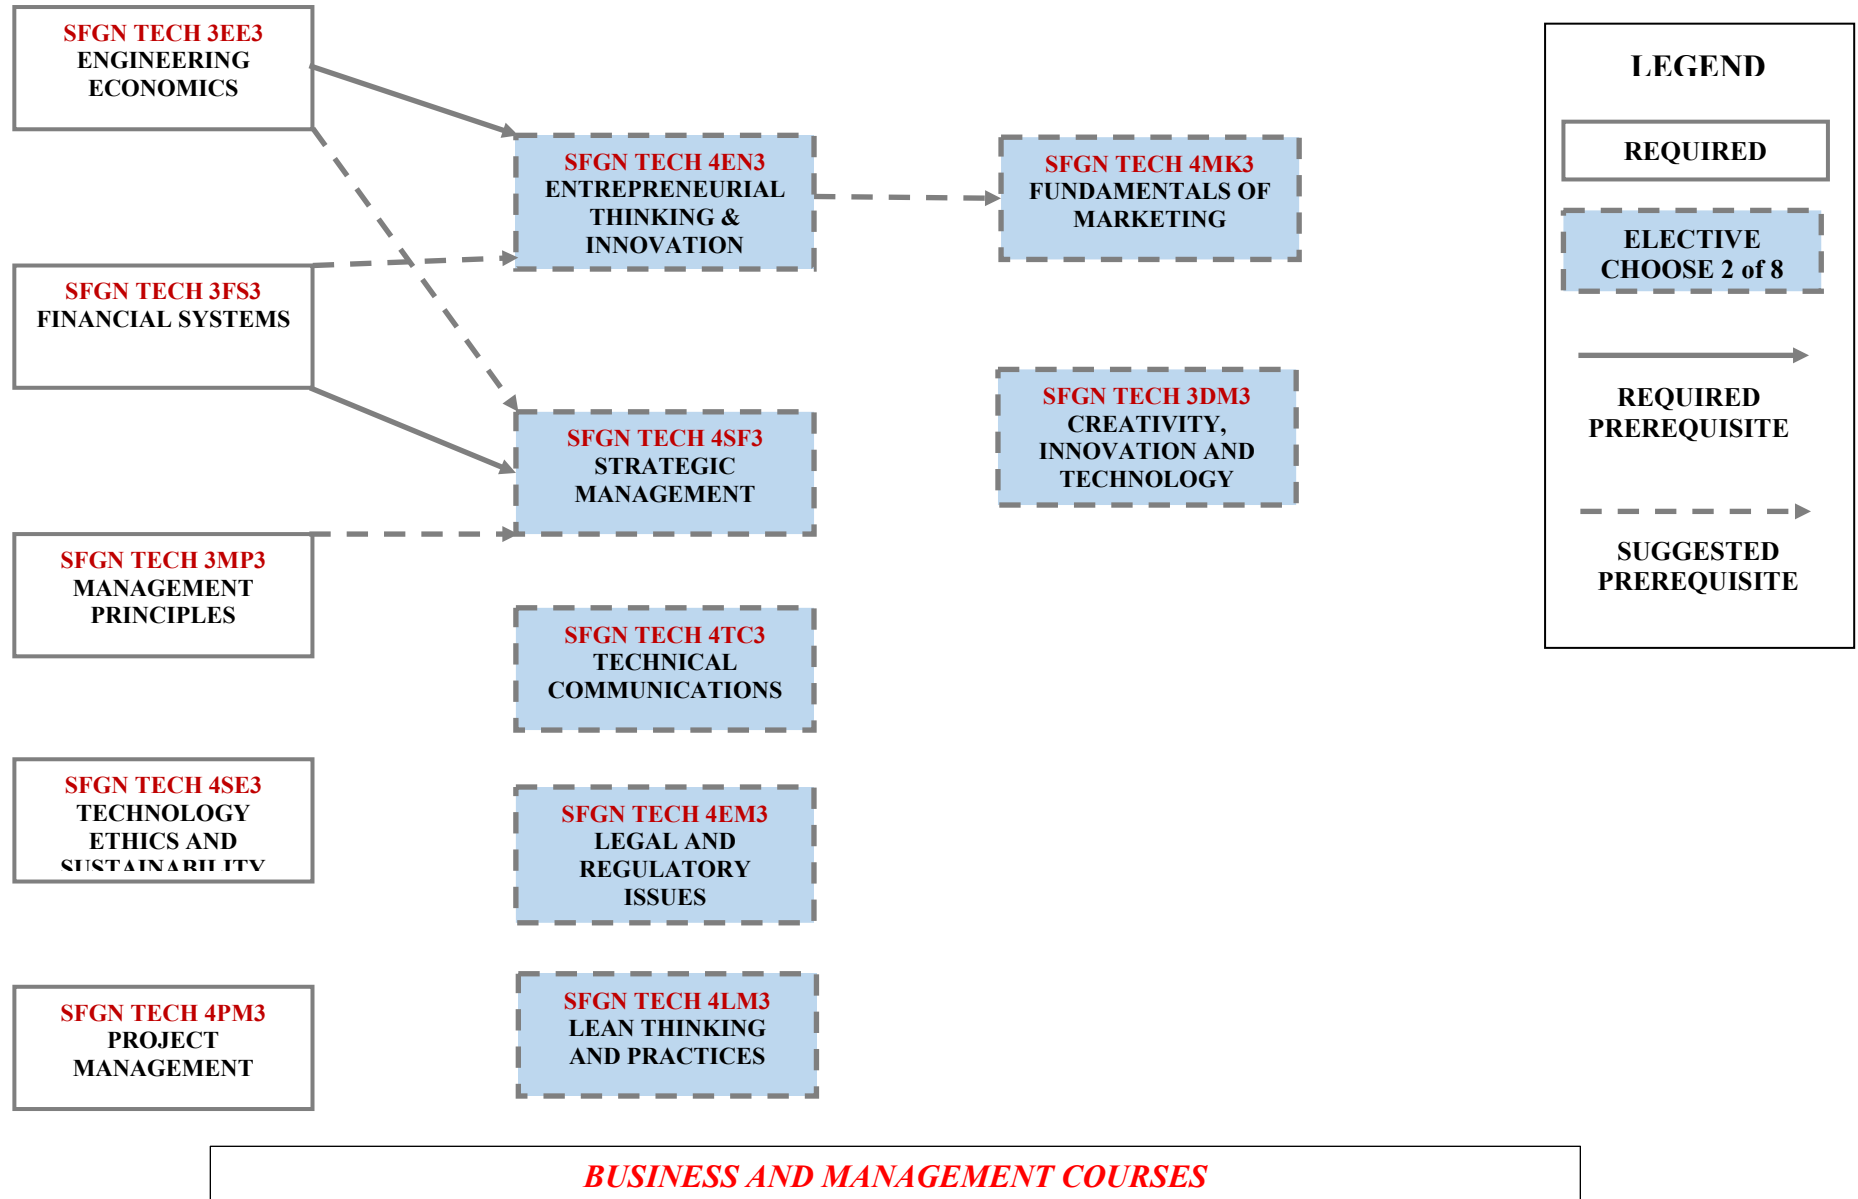 SFGN TECH 3EE3
ENGINEERING
ECONOMICS
SFGN TECH 3FS3
FINANCIAL SYSTEMS
SFGN TECH 3MP3
MANAGEMENT
PRINCIPLES
SFGN TECH 4SE3
TECHNOLOGY
ETHICS AND
SUSTAINABILITY
SFGN TECH 4PM3
PROJECT
MANAGEMENT
SFGN TECH 4EN3
ENTREPRENEURIAL
THINKING &
INNOVATION
SFGN TECH 4SF3
STRATEGIC
MANAGEMENT
SFGN TECH 4TC3
TECHNICAL
COMMUNICATIONS
SFGN TECH 4EM3
LEGAL AND
REGULATORY
ISSUES
SFGN TECH 4LM3
LEAN THINKING
AND PRACTICES
SFGN TECH 4MK3
FUNDAMENTALS OF
MARKETING
SFGN TECH 3DM3
CREATIVITY,
INNOVATION AND
TECHNOLOGY
LEGEND
REQUIRED
ELECTIVE
CHOOSE 2 of 8
REQUIRED
PREREQUISITE
SUGGESTED
PREREQUISITE
BUSINESS AND MANAGEMENT COURSES